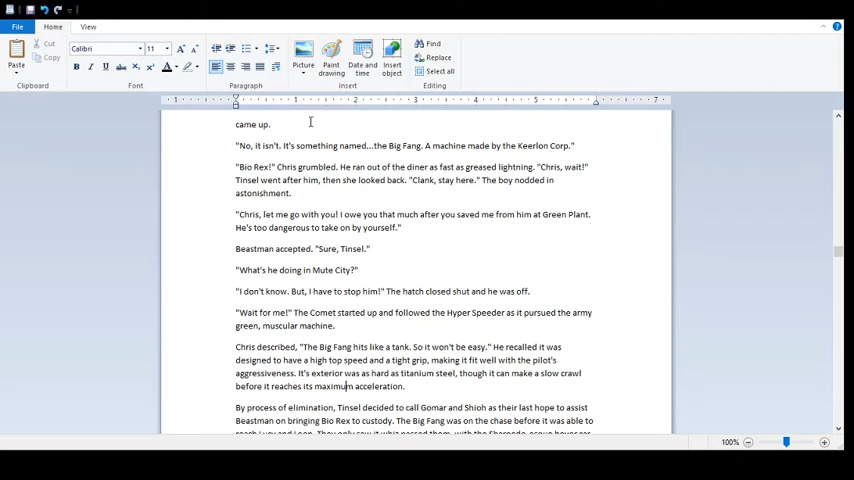 File Home View
Cut
Copy
Paste
Calibri 11
Clipboard Font Paragraph Insert Editing
Picture Paint drawing Date and time Insert object
Find
Replace
Select all
1 1 2 3 4 5 6 7
came up.
"No, it isn't. It's something named...the Big Fang. A machine made by the Keerlon Corp."
"Bio Rex!" Chris grumbled. He ran out of the diner as fast as greased lightning. "Chris, wait!"
Tinsel went after him, then she looked back. "Clank, stay here." The boy nodded in
astonishment.
"Chris, let me go with you! I owe you that much after you saved me from him at Green Plant.
He's too dangerous to take on by yourself."
Beastman accepted. "Sure, Tinsel."
"What's he doing in Mute City?"
"I don't know. But, I have to stop him!" The hatch closed shut and he was off.
"Wait for me!" The Comet started up and followed the Hyper Speeder as it pursued the army
green, muscular machine.
Chris described, "The Big Fang hits like a tank. So it won't be easy." He recalled it was
designed to have a high top speed and a tight grip, making it fit well with the pilot's
aggressiveness. It's exterior was as hard as titanium steel, though it can make a slow crawl
before it reaches its maximum acceleration.
By process of elimination, Tinsel decided to call Gomar and Shioh as their last hope to assist
Beastman on bringing Bio Rex to custody. The Big Fang was on the chase before it was able to
100%